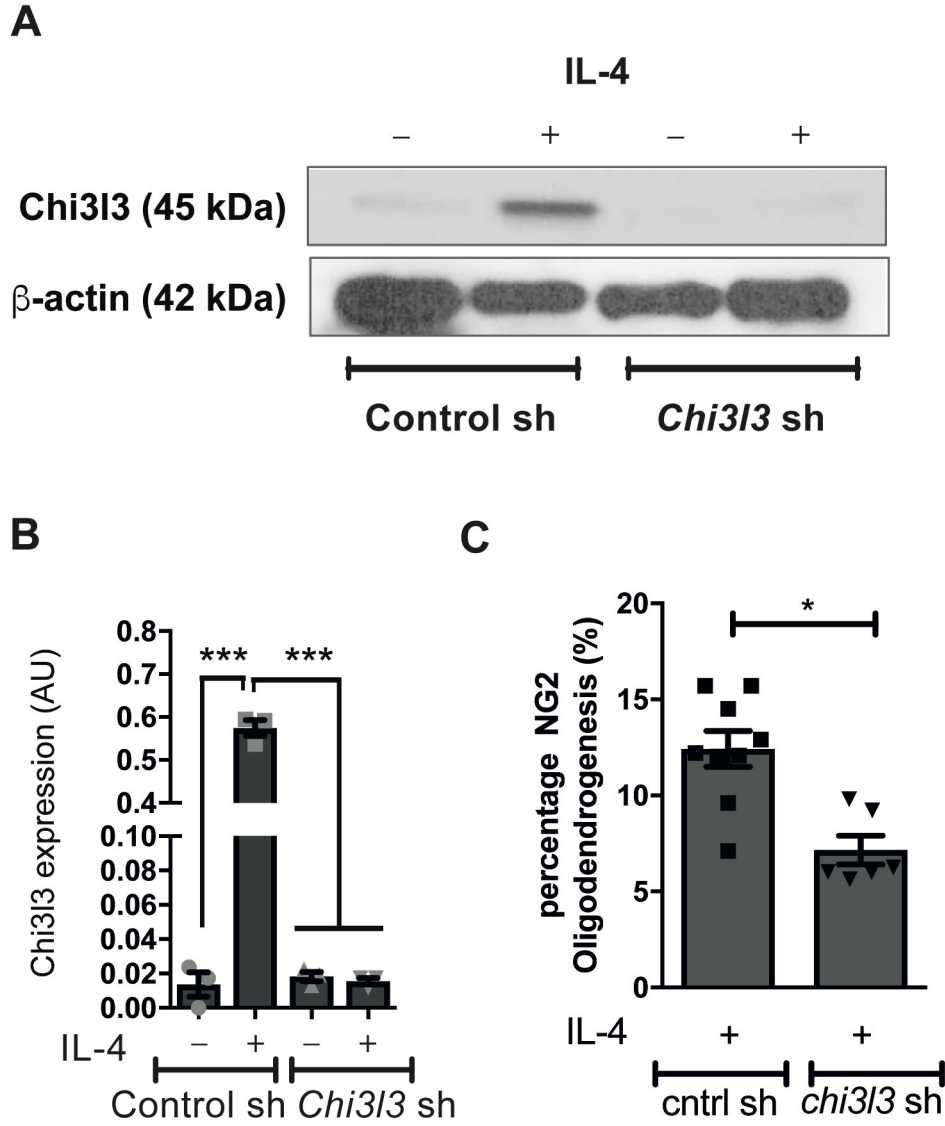 A
IL-4
– + – +
Chi3l3 (45 kDa)
β-actin (42 kDa)
Control sh Chi3l3 sh
B
Chi3l3 expression (AU)
0.8
0.7
0.6
0.5
0.4
0.10
0.08
0.06
0.04
0.02
0.00
*** ***
IL-4 – + – +
Control sh Chi3l3 sh
C
percentage NG2
Oligodendrogenesis (%)
20
15
10
5
0
*
IL-4 + +
cntrl sh chi3l3 sh